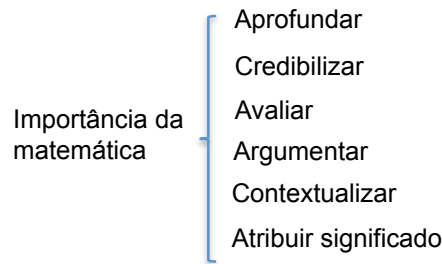 Importância da
matemática
Aprofundar
Credibilizar
Avaliar
Argumentar
Contextualizar
Atribuir significado